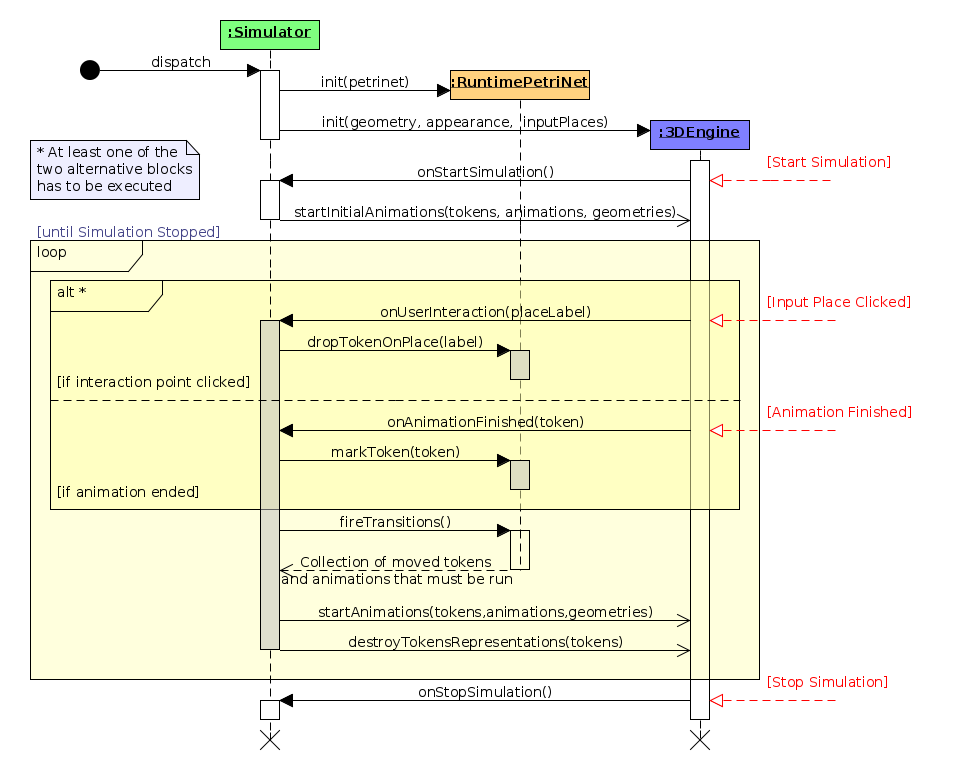 :Simulator
dispatch
init(petrinet)
:RuntimePetriNet
init(geometry, appearance, inputPlaces)
:3DEngine
* At least one of the
two alternative blocks
has to be executed
onStartSimulation()
[Start Simulation]
startInitialAnimations(tokens, animations, geometries)
[until Simulation Stopped]
loop
alt *
onUserInteraction(placeLabel)
[Input Place Clicked]
dropTokenOnPlace(label)
[if interaction point clicked]
onAnimationFinished(token)
[Animation Finished]
markToken(token)
[if animation ended]
fireTransitions()
Collection of moved tokens
and animations that must be run
startAnimations(tokens,animations,geometries)
destroyTokensRepresentations(tokens)
onStopSimulation()
[Stop Simulation]